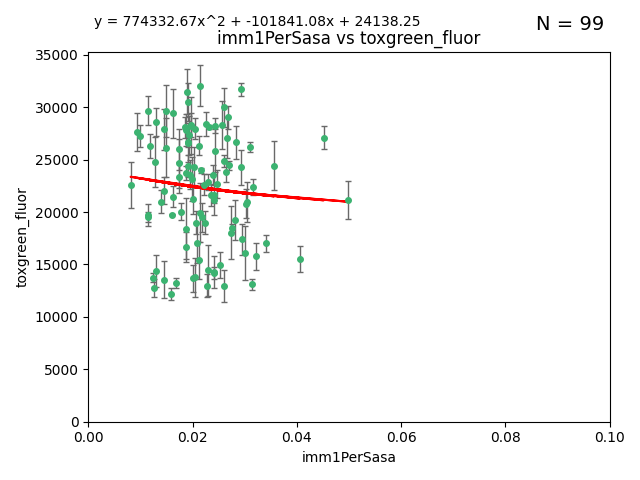 y = 774332.67x^2 + -101841.08x + 24138.25
N = 99
imm1PerSasa vs toxgreen_fluor
35000
30000
25000
20000
15000
10000
5000
0
toxgreen_fluor
0.00 0.02 0.04 0.06 0.08 0.10
imm1PerSasa